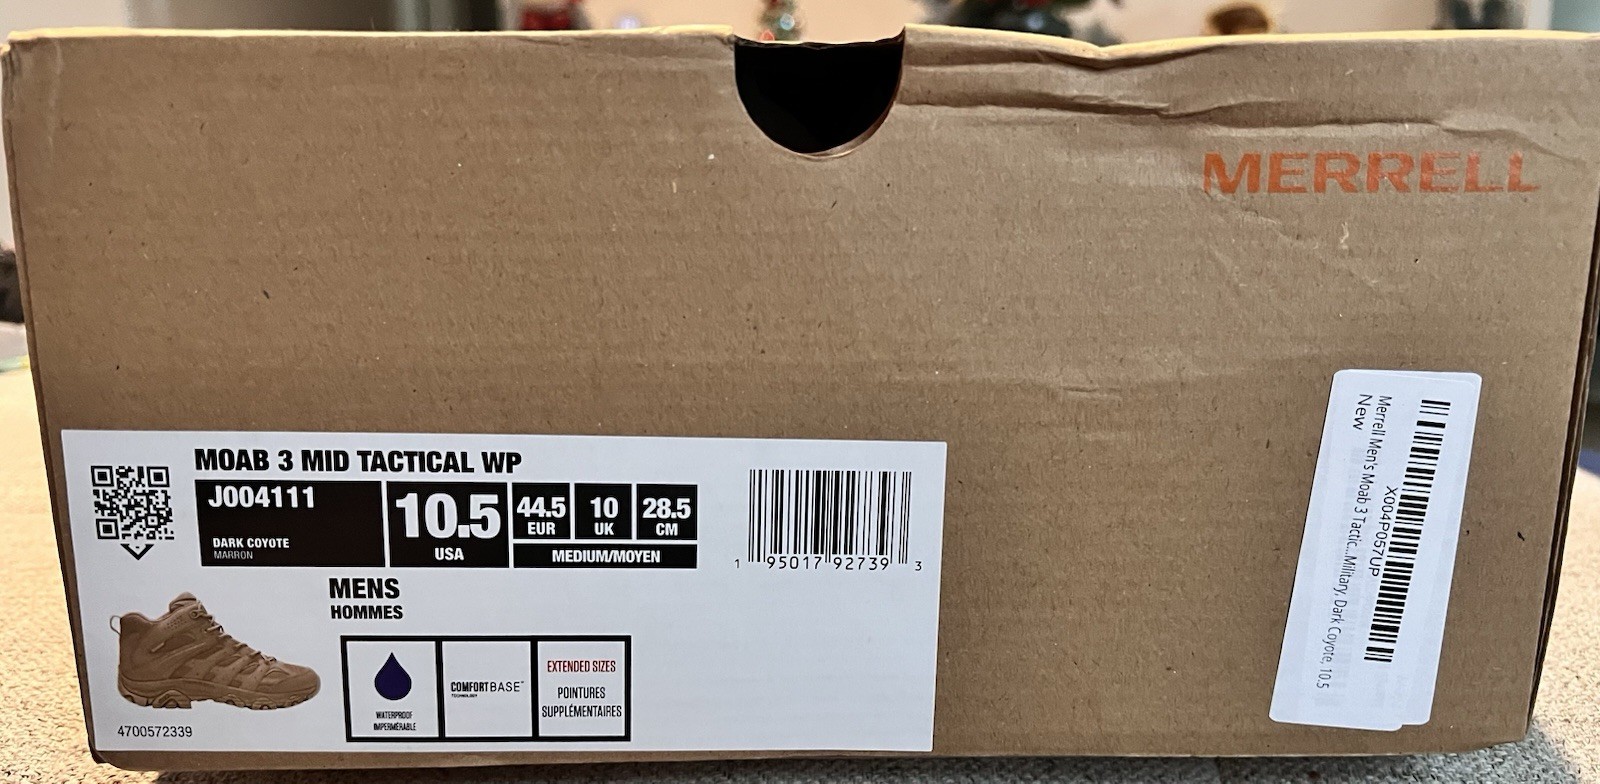 MERRELL
MOAB 3 MID TACTICAL WP
J004111
DARK COYOTE
MARRON
10.5
USA
44.5
EUR
10
UK
28.5
CM
MEDIUM/MOYEN
1 95017 92739 3
MENS
HOMMES
WATERPROOF
IMPERMÉABLE
COMFORTBASE™
TECHNOLOGY
EXTENDED SIZES
POINTURES
SUPPLÉMENTAIRES
4700572339
X004P057UP
Merrell Men's Moab 3 Tactic...Military, Dark Coyote, 10.5
New